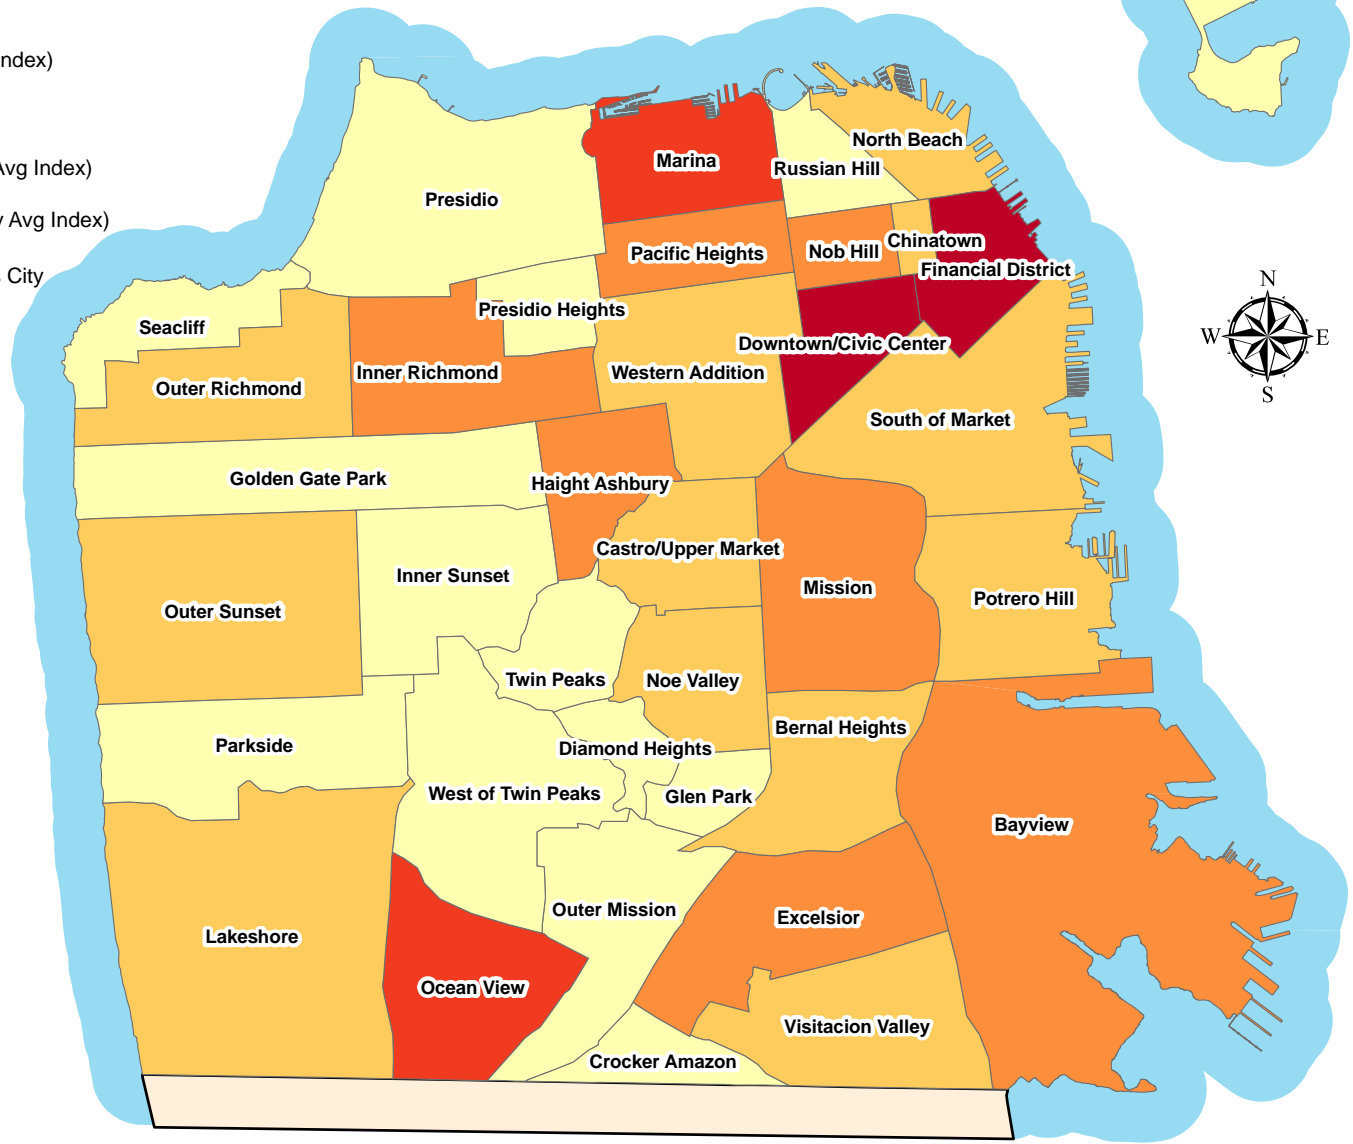 ndex)
Avg Index)
y Avg Index)
City
Marina
North Beach
Russian Hill
Presidio
Pacific Heights
Nob Hill
Chinatown
Financial District
Presidio Heights
Seacliff
Downtown/Civic Center
Inner Richmond
Western Addition
Outer Richmond
South of Market
Golden Gate Park
Haight Ashbury
Castro/Upper Market
Inner Sunset
Mission
Potrero Hill
Outer Sunset
Twin Peaks
Noe Valley
Bernal Heights
Parkside
Diamond Heights
West of Twin Peaks
Glen Park
Bayview
Outer Mission
Excelsior
Lakeshore
Ocean View
Visitacion Valley
Crocker Amazon
N
W
E
S